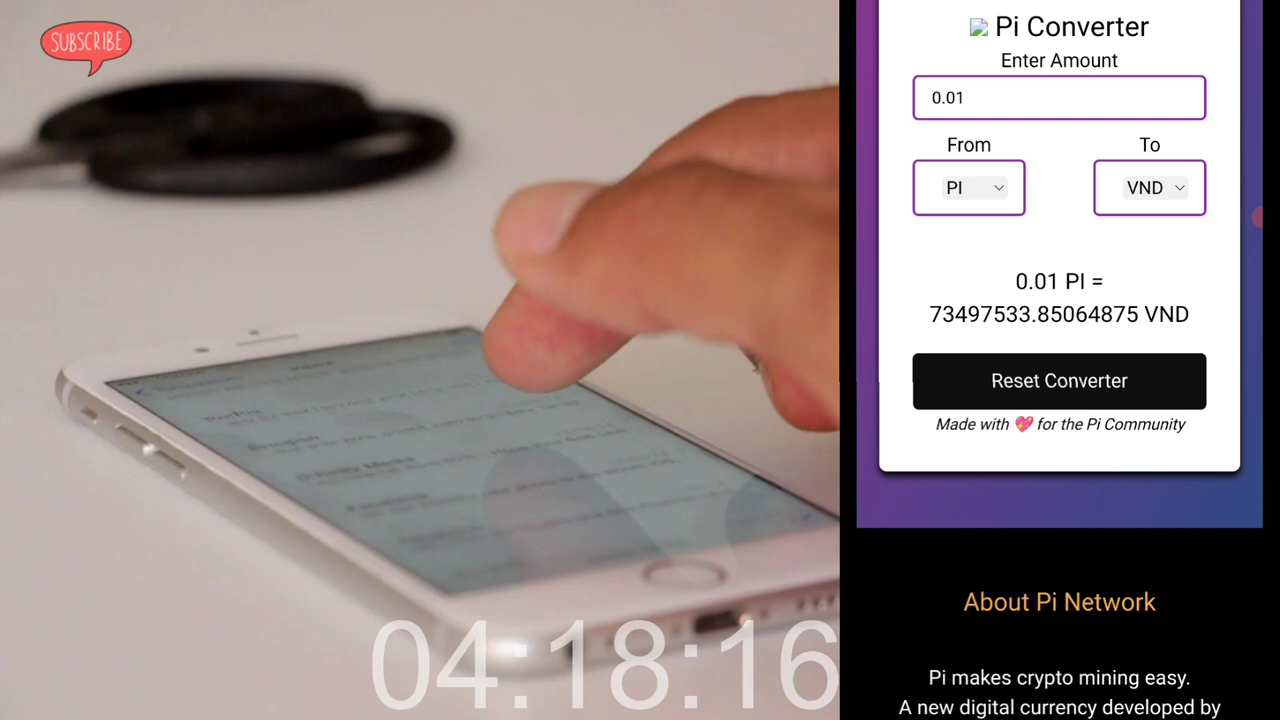 SUBSCRIBE
Pi Converter
Enter Amount
0.01
From
To
PI
VND
0.01 PI =
73497533.85064875 VND
Reset Converter
Made with 💖 for the Pi Community
About Pi Network
Pi makes crypto mining easy.
A new digital currency developed by
04:18:16